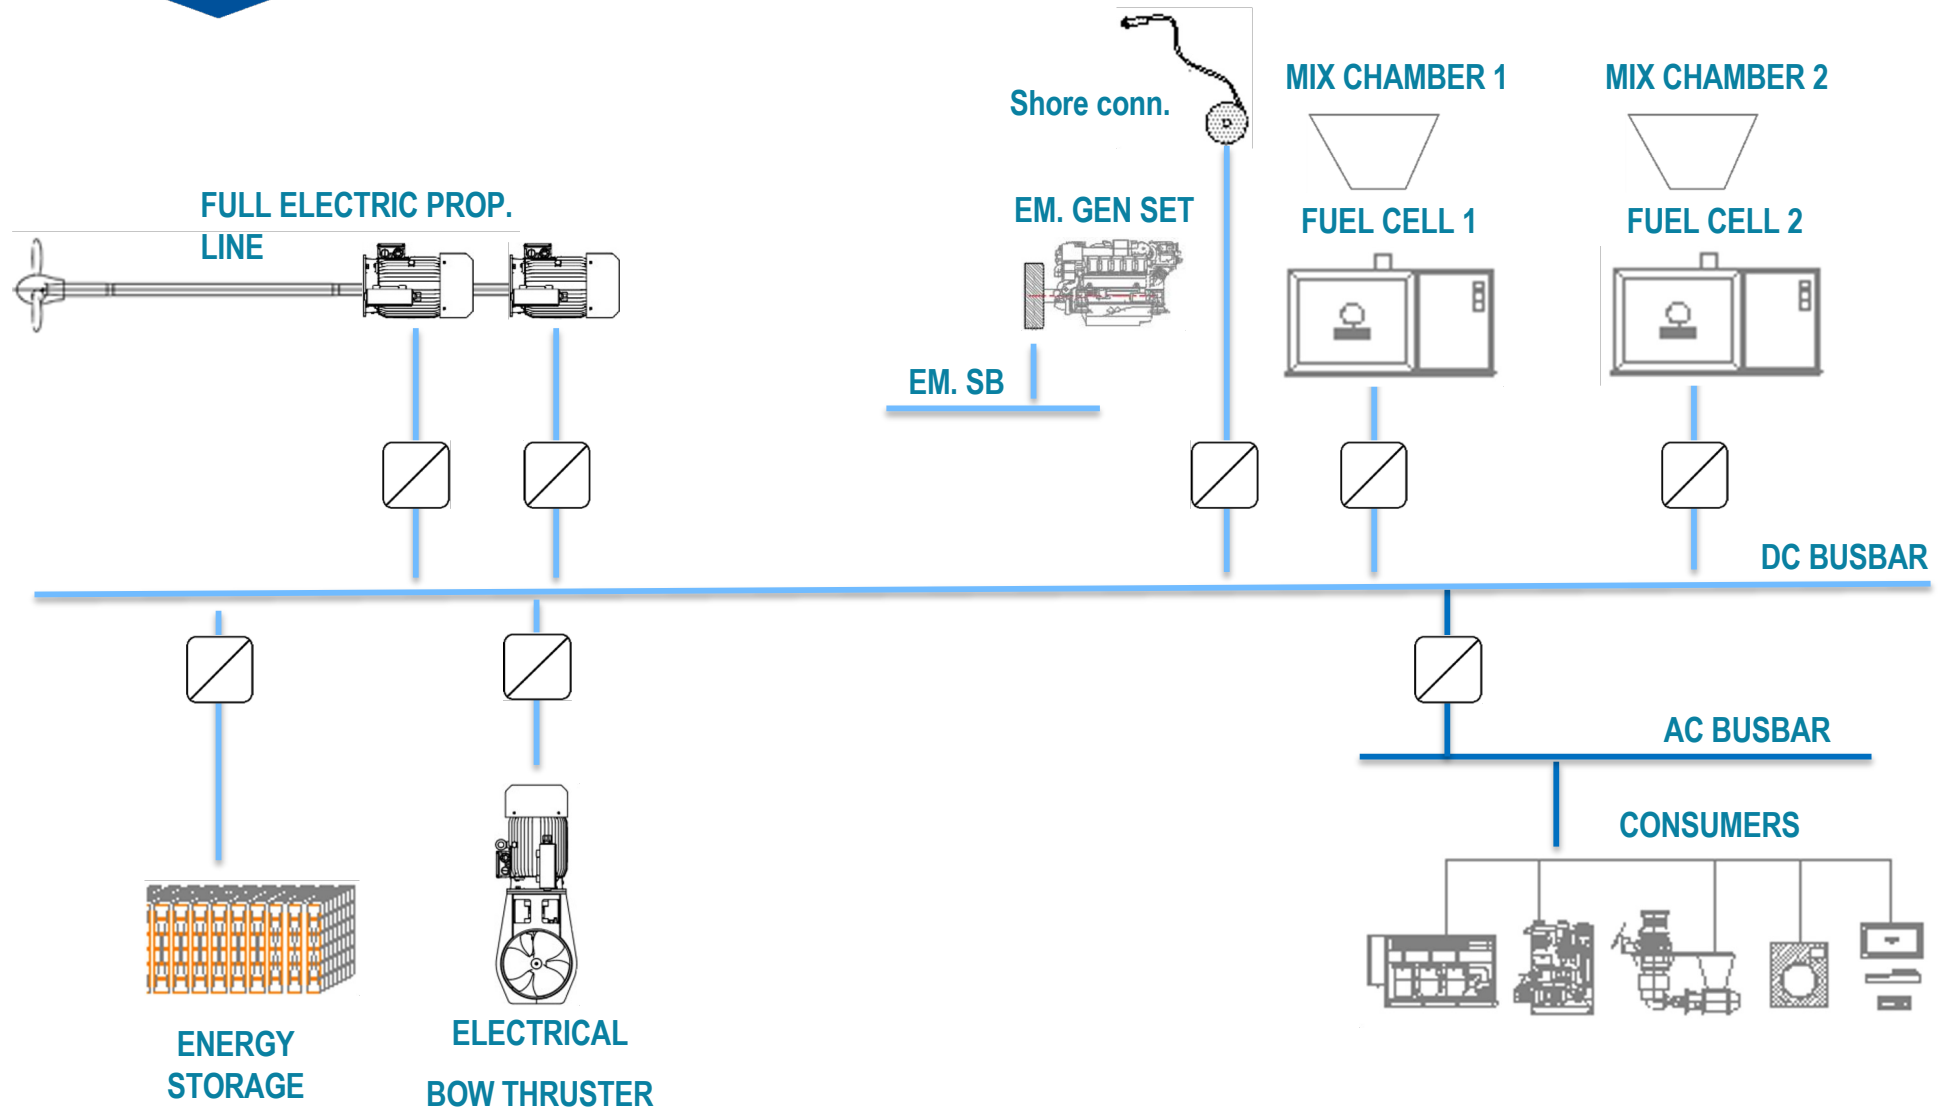 MIX CHAMBER 1
MIX CHAMBER 2
Shore conn.
FULL ELECTRIC PROP.
LINE
EM. GEN SET
FUEL CELL 1
FUEL CELL 2
EM. SB
DC BUSBAR
AC BUSBAR
CONSUMERS
ENERGY
STORAGE
ELECTRICAL
BOW THRUSTER